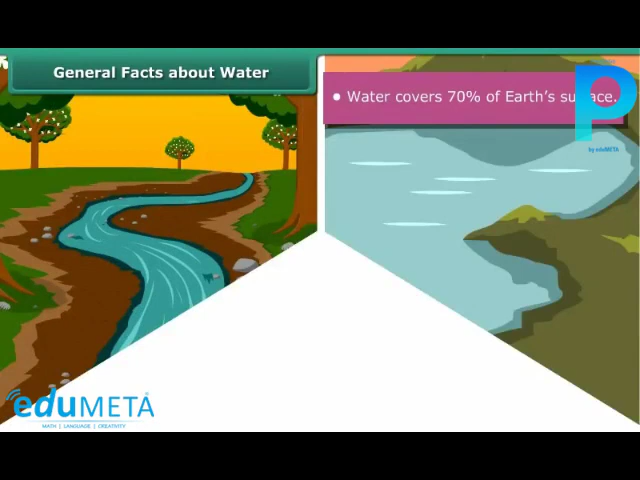 General Facts about Water
• Water covers 70% of Earth's surface.
P
by eduMETA
eduMETA
MATH | LANGUAGE | CREATIVITY